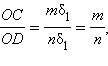 OC/OD = mδ₁/nδ₁ = m/n,